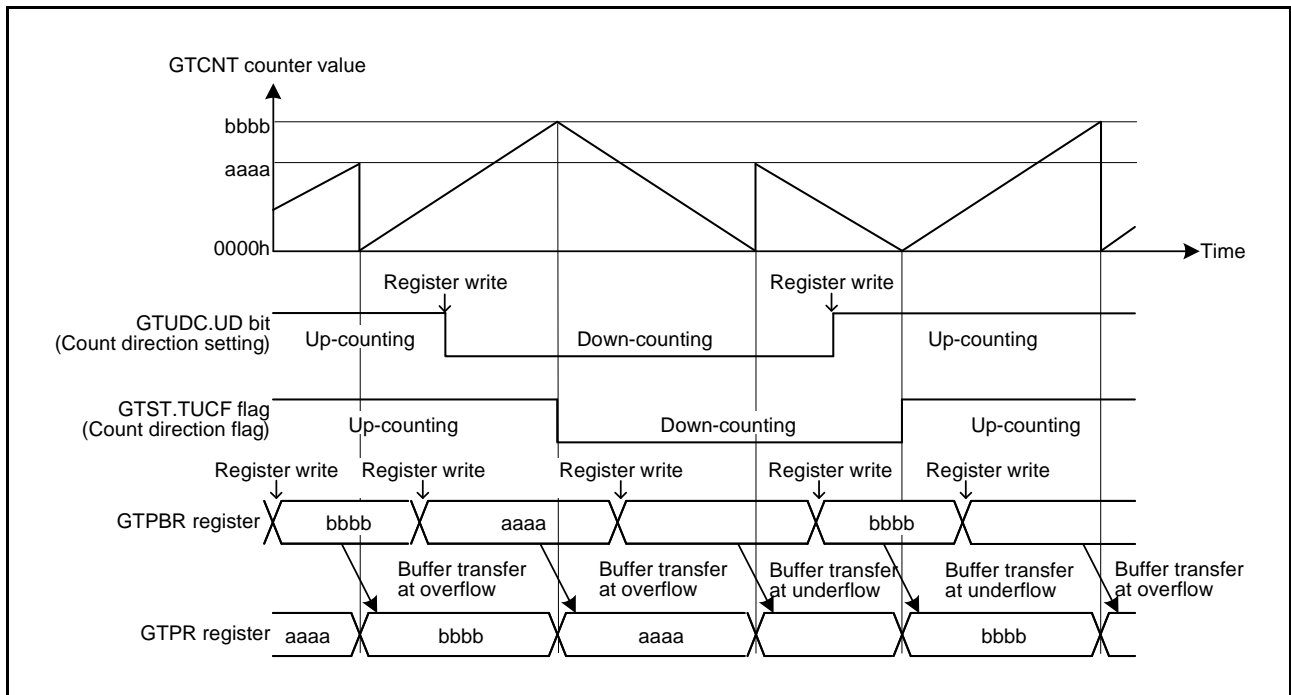 GTCNT counter value
bbbb
aaaa
0000h
Time
Register write
Register write
GTUDC.UD bit
(Count direction setting)
Up-counting
Down-counting
Up-counting
GTST.TUCF flag
(Count direction flag)
Up-counting
Down-counting
Up-counting
Register write
Register write
Register write
Register write
Register write
GTPBR register
bbbb
aaaa
bbbb
Buffer transfer
at overflow
Buffer transfer
at overflow
Buffer transfer
at underflow
Buffer transfer
at underflow
Buffer transfer
at overflow
GTPR register
aaaa
bbbb
aaaa
bbbb